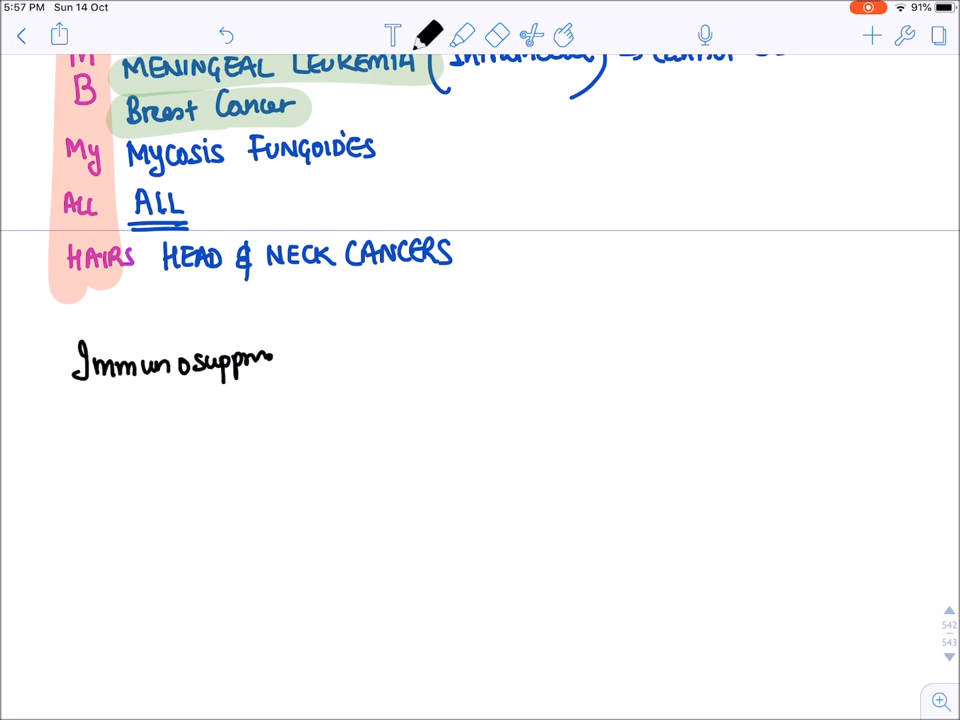 5:57 PM Sun 14 Oct 91%
T
M MENINGEAL LEUKEMIA (
B Breast Cancer
My MYCOSIS FUNGOIDES
ALL ALL
HAIRS HEAD & NECK CANCERS
Immunosuppre
542
543